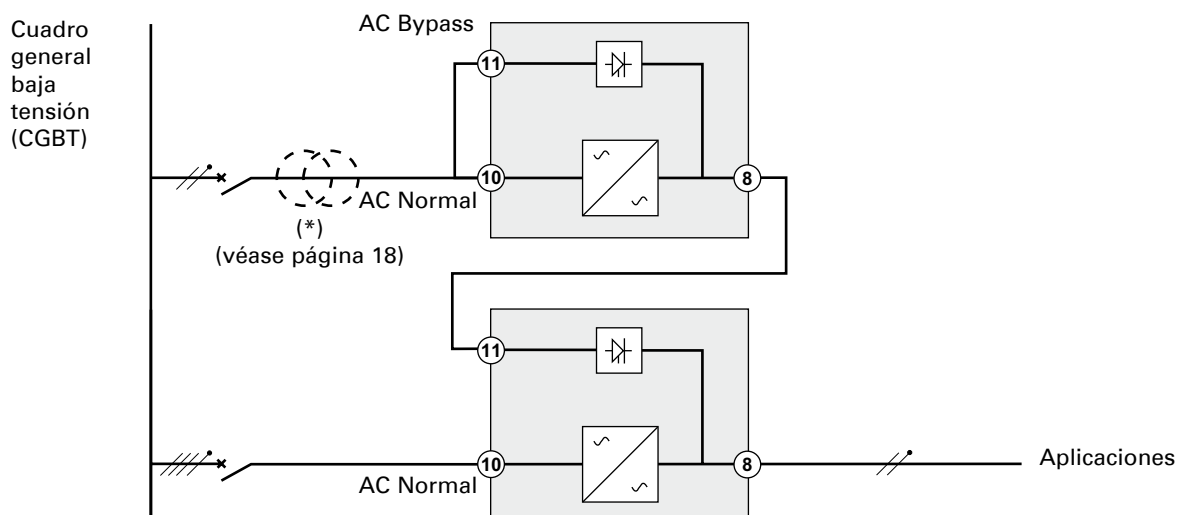 Cuadro
general
baja
tensión
(CGBT)
AC Bypass
11
10
AC Normal
8
(*)
(véase página 18)
11
10
AC Normal
8
Aplicaciones